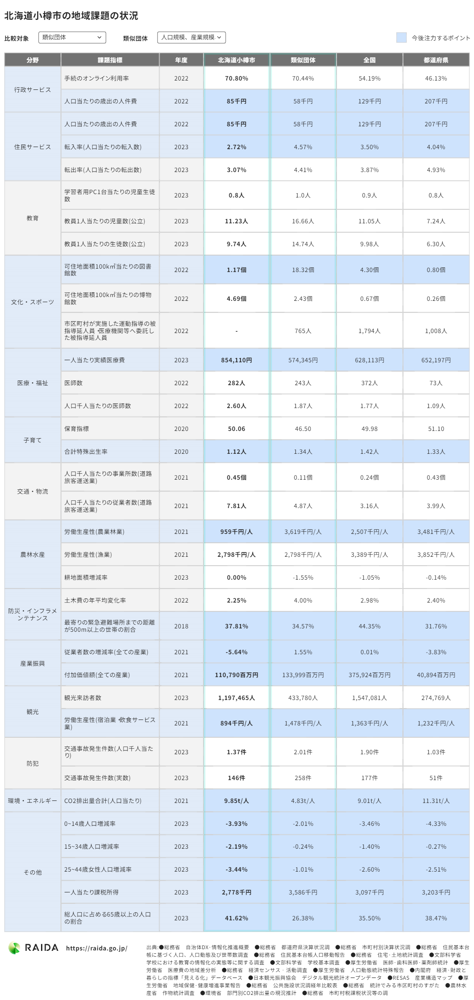 北海道小樽市の地域課題の状況
比較対象 類似団体 類似団体 人口規模、産業規模 今後注力するポイント
分野 課題指標 年度 北海道小樽市 類似団体 全国 都道府県
行政サービス
手続のオンライン利用率 2022 70.80% 70.44% 54.19% 46.13%
人口当たりの歳出の人件費 2022 85千円 58千円 129千円 207千円
住民サービス
人口当たりの歳出の人件費 2022 85千円 58千円 129千円 207千円
転入率(人口当たりの転入数) 2023 2.72% 4.57% 3.50% 4.04%
転出率(人口当たりの転出数) 2023 3.07% 4.41% 3.87% 4.93%
教育
学習者用PC1台当たりの児童生徒
数 2023 0.8人 1.0人 0.9人 0.8人
教員1人当たりの児童数(公立) 2023 11.23人 16.66人 11.05人 7.24人
教員1人当たりの生徒数(公立) 2023 9.74人 14.74人 9.98人 6.30人
文化・スポーツ
可住地面積100k㎡当たりの図書
館数 2022 1.17個 18.32個 4.30個 0.80個
可住地面積100k㎡当たりの博物
館数 2022 4.69個 2.43個 0.67個 0.26個
市区町村が実施した運動指導の被
指導延人員・医療機関等へ委託し
た被指導延人員 2022 - 765人 1,794人 1,008人
医療・福祉
一人当たり実績医療費 2023 854,110円 574,345円 628,113円 652,197円
医師数 2022 282人 243人 372人 73人
人口千人当たりの医師数 2022 2.60人 1.87人 1.77人 1.09人
子育て
保育指標 2020 50.06 46.50 49.98 51.10
合計特殊出生率 2020 1.12人 1.34人 1.42人 1.33人
交通・物流
人口千人当たりの事業所数(道路
旅客運送業) 2021 0.45個 0.11個 0.24個 0.43個
人口千人当たりの従業者数(道路
旅客運送業) 2021 7.81人 4.87人 3.16人 3.99人
農林水産
労働生産性(農業林業) 2021 959千円/人 3,619千円/人 2,507千円/人 3,481千円/人
労働生産性(漁業) 2021 2,798千円/人 2,798千円/人 3,389千円/人 3,852千円/人
耕地面積増減率 2023 0.00% -1.55% -1.05% -0.14%
防災・インフラメ
ンテナンス
土木費の年平均変化率 2022 2.25% 4.00% 2.98% 2.40%
最寄りの緊急避難場所までの距離
が500m以上の世帯の割合 2018 37.81% 34.57% 44.35% 31.76%
産業振興
従業者数の増減率(全ての産業) 2021 -5.64% 1.55% 0.01% -3.83%
付加価値額(全ての産業) 2021 110,790百万円 133,999百万円 375,924百万円 40,894百万円
観光
観光来訪者数 2023 1,197,465人 433,780人 1,547,081人 274,769人
労働生産性(宿泊業・飲食サービス
業) 2021 894千円/人 1,478千円/人 1,363千円/人 1,232千円/人
防犯
交通事故発生件数(人口千人当た
り) 2023 1.37件 2.01件 1.90件 1.03件
交通事故発生件数(実数) 2023 146件 258件 177件 51件
環境・エネルギー CO2排出量合計(人口当たり) 2021 9.85t/人 4.83t/人 9.01t/人 11.31t/人
その他
0~14歳人口増減率 2023 -3.93% -2.01% -3.46% -4.33%
15~34歳人口増減率 2023 -2.19% -0.24% -1.40% -0.27%
25~44歳女性人口増減率 2023 -3.44% -1.01% -2.60% -2.51%
一人当たり課税所得 2023 2,778千円 3,586千円 3,097千円 3,203千円
総人口に占める65歳以上の人口
の割合 2023 41.62% 26.38% 35.50% 38.47%
RAIDA https://raida.go.jp/
出典:●総務省 自治体DX･情報化推進概要 ●総務省 都道府県決算状況調 ●総務省 市町村別決算状況調 ●総務省 住民基本台
帳に基づく人口、人口動態及び世帯数調査 ●総務省 住民基本台帳人口移動報告 ●総務省 住宅･土地統計調査 ●文部科学省
学校における教育の情報化の実態等に関する調査 ●文部科学省 学校基本調査 ●厚生労働省 医師･歯科医師･薬剤師統計 ●厚生
労働省 医療費の地域差分析 ●総務省 経済センサス‐活動調査 ●厚生労働省 人口動態統計特殊報告 ●内閣府 経済･財政と
暮らしの指標「見える化」データベース ●日本観光振興協会 デジタル観光統計オープンデータ ●RESAS 産業構造マップ ●厚
生労働省 地域保健･健康増進事業報告 ●総務省 公共施設状況調経年比較表 ●総務省 統計でみる市区町村のすがた ●農林水
産省 作物統計調査 ●環境省 部門別CO2排出量の現況推計 ●総務省 市町村税課税状況等の調